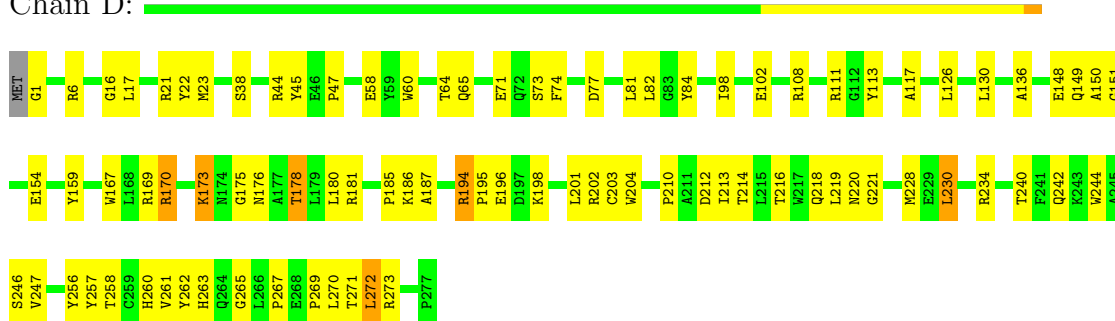 Chain D:
MET G1 R6 G16 L17 R21 Y22 M23 S38 R44 Y45 E46 P47 E58 Y59 W60 T64 Q65 E71 Q72 S73 F74 D77 L81 L82 G83 Y84 I98 E102 R108 R111 G112 Y113 A117 L126 L130 A136 E148 Q149 A150
E154 Y159 W167 L168 R169 R170 K173 N174 G175 N176 A177 T178 L179 L180 R181 P185 K186 A187 R194 P195 E196 D197 K198 L201 R202 C203 W204 P210 A211 D212 I213 T214 L215 T216 W217 Q218 L219 N220 G221 M228 E229 L230 R234 T240 F241 Q242 K243 W244
S246 V247 Y256 Y257 T258 C259 H260 V261 Y262 H263 Q264 G265 L266 P267 E268 P269 L270 T271 L272 R273 P277